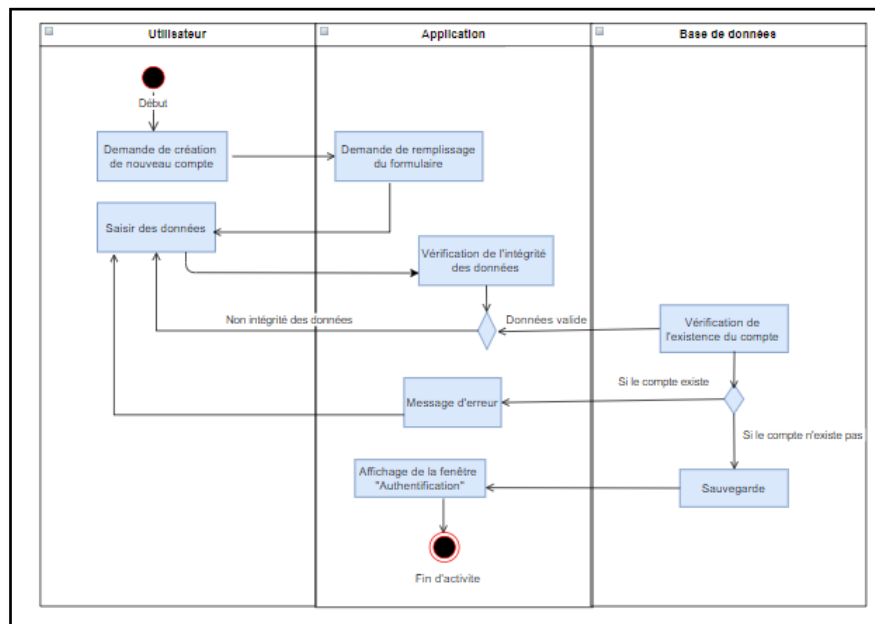 Utilisateur
Application
Base de données
Début
Demande de création
de nouveau compte
Demande de remplissage
du formulaire
Saisir des données
Vérification de l'intégrité
des données
Non intégrité des données
Données valide
Vérification de
l'existence du compte
Si le compte existe
Message d'erreur
Si le compte n'existe pas
Affichage de la fenêtre
"Authentification"
Sauvegarde
Fin d'activite